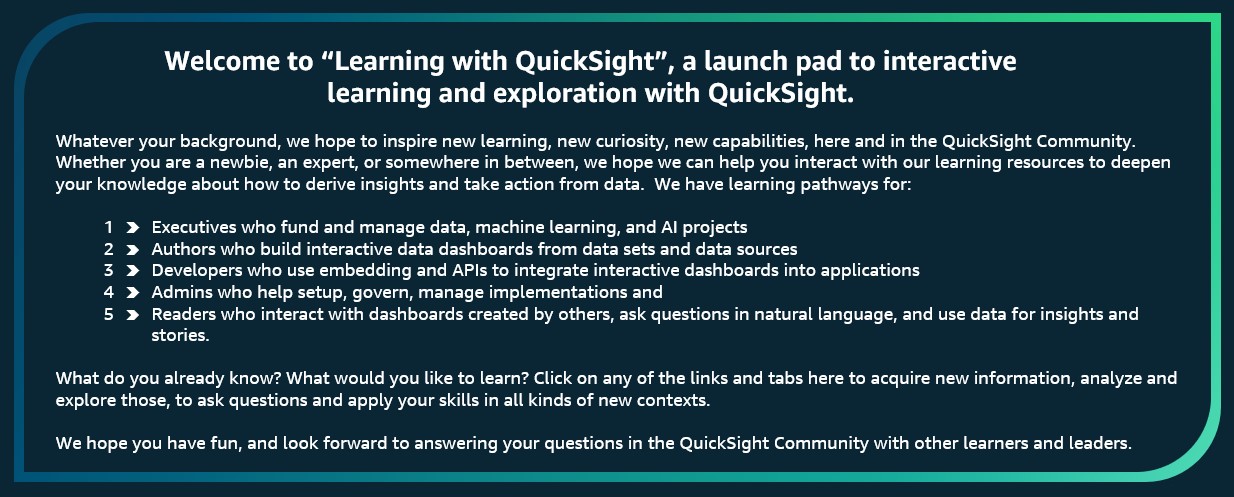 Welcome to “Learning with QuickSight”, a launch pad to interactive
learning and exploration with QuickSight.
Whatever your background, we hope to inspire new learning, new curiosity, new capabilities, here and in the QuickSight Community.
Whether you are a newbie, an expert, or somewhere in between, we hope we can help you interact with our learning resources to deepen
your knowledge about how to derive insights and take action from data.  We have learning pathways for:
1 Executives who fund and manage data, machine learning, and AI projects
2 Authors who build interactive data dashboards from data sets and data sources
3 Developers who use embedding and APIs to integrate interactive dashboards into applications
4 Admins who help setup, govern, manage implementations and
5 Readers who interact with dashboards created by others, ask questions in natural language, and use data for insights and
stories.
What do you already know? What would you like to learn? Click on any of the links and tabs here to acquire new information, analyze and
explore those, to ask questions and apply your skills in all kinds of new contexts.
We hope you have fun, and look forward to answering your questions in the QuickSight Community with other learners and leaders.